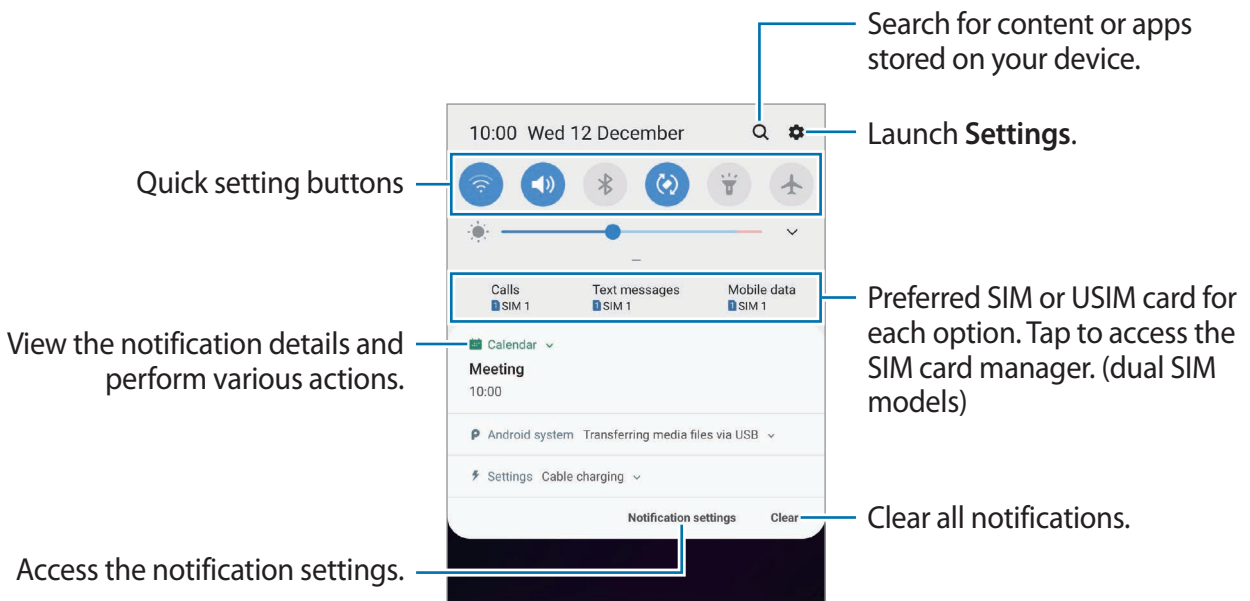 Search for content or apps
stored on your device.
10:00 Wed 12 December
Launch Settings.
Quick setting buttons
Calls
1 SIM 1
Text messages
1 SIM 1
Mobile data
1 SIM 1
Preferred SIM or USIM card for
each option. Tap to access the
SIM card manager. (dual SIM
models)
View the notification details and
perform various actions.
Calendar
Meeting
10:00
Android system Transferring media files via USB
Settings Cable charging
Notification settings Clear
Clear all notifications.
Access the notification settings.